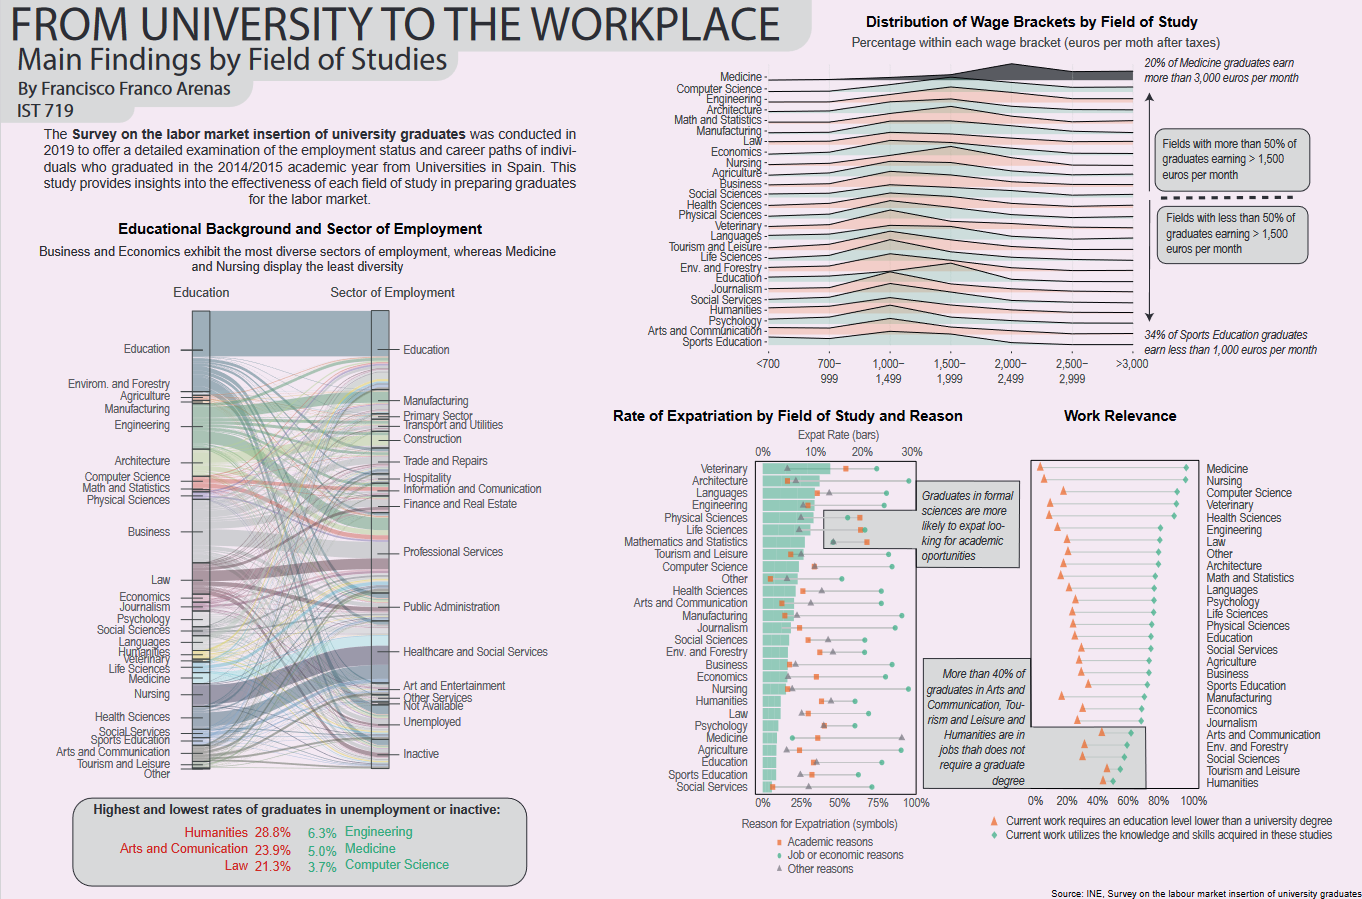 FROM UNIVERSITY TO THE WORKPLACE
Main Findings by Field of Studies
By Francisco Franco Arenas
IST 719
The Survey on the labor market insertion of university graduates was conducted in
2019 to offer a detailed examination of the employment status and career paths of indivi-
duals who graduated in the 2014/2015 academic year from Universities in Spain. This
study provides insights into the effectiveness of each field of study in preparing graduates
for the labor market.
Educational Background and Sector of Employment
Business and Economics exhibit the most diverse sectors of employment, whereas Medicine
and Nursing display the least diversity
Education
Sector of Employment
Education
Envirom. and Forestry
Agriculture
Manufacturing
Engineering
Architecture
Computer Science
Math and Statistics
Physical Sciences
Business
Law
Economics
Journalism
Psychology
Social Sciences
Languages
Humanities
Veterinary
Life Sciences
Medicine
Nursing
Health Sciences
Social Services
Sports Education
Arts and Communication
Tourism and Leisure
Other
Education
Manufacturing
Primary Sector
Transport and Utilities
Construction
Trade and Repairs
Hospitality
Information and Comunication
Finance and Real Estate
Professional Services
Public Administration
Healthcare and Social Services
Art and Entertainment
Other Services
Not Available
Unemployed
Inactive
Highest and lowest rates of graduates in unemployment or inactive:
Humanities 28.8% 6.3% Engineering
Arts and Comunication 23.9% 5.0% Medicine
Law 21.3% 3.7% Computer Science
Distribution of Wage Brackets by Field of Study
Percentage within each wage bracket (euros per moth after taxes)
Medicine
Computer Science
Engineering
Architecture
Math and Statistics
Manufacturing
Law
Economics
Nursing
Agriculture
Business
Social Sciences
Health Sciences
Physical Sciences
Veterinary
Languages
Tourism and Leisure
Life Sciences
Env. and Forestry
Education
Journalism
Social Services
Humanities
Psychology
Arts and Communication
Sports Education
<700 700− 1,000− 1,500− 2,000− 2,500− >3,000
999 1,499 1,999 2,499 2,999
20% of Medicine graduates earn
more than 3,000 euros per month
Fields with more than 50% of
graduates earning > 1,500
euros per month
Fields with less than 50% of
graduates earning > 1,500
euros per month
34% of Sports Education graduates
earn less than 1,000 euros per month
Rate of Expatriation by Field of Study and Reason
Expat Rate (bars)
0% 10% 20% 30%
Veterinary
Architecture
Languages
Engineering
Physical Sciences
Life Sciences
Mathematics and Statistics
Tourism and Leisure
Computer Science
Other
Health Sciences
Arts and Communication
Manufacturing
Journalism
Social Sciences
Env. and Forestry
Business
Economics
Nursing
Humanities
Law
Psychology
Medicine
Agriculture
Education
Sports Education
Social Services
0% 25% 50% 75% 100%
Reason for Expatriation (symbols)
Academic reasons
Job or economic reasons
Other reasons
Graduates in formal
sciences are more
likely to expat loo-
king for academic
oportunities
Work Relevance
Medicine
Nursing
Computer Science
Veterinary
Health Sciences
Engineering
Law
Other
Architecture
Math and Statistics
Languages
Psychology
Life Sciences
Physical Sciences
Education
Social Services
Agriculture
Business
Sports Education
Manufacturing
Economics
Journalism
Arts and Communication
Env. and Forestry
Social Sciences
Tourism and Leisure
Humanities
More than 40% of
graduates in Arts and
Communication, Tou-
rism and Leisure and
Humanities are in
jobs thah does not
require a graduate
degree
0% 20% 40% 60% 80% 100%
Current work requires an education level lower than a university degree
Current work utilizes the knowledge and skills acquired in these studies
Source: INE, Survey on the labour market insertion of university graduates